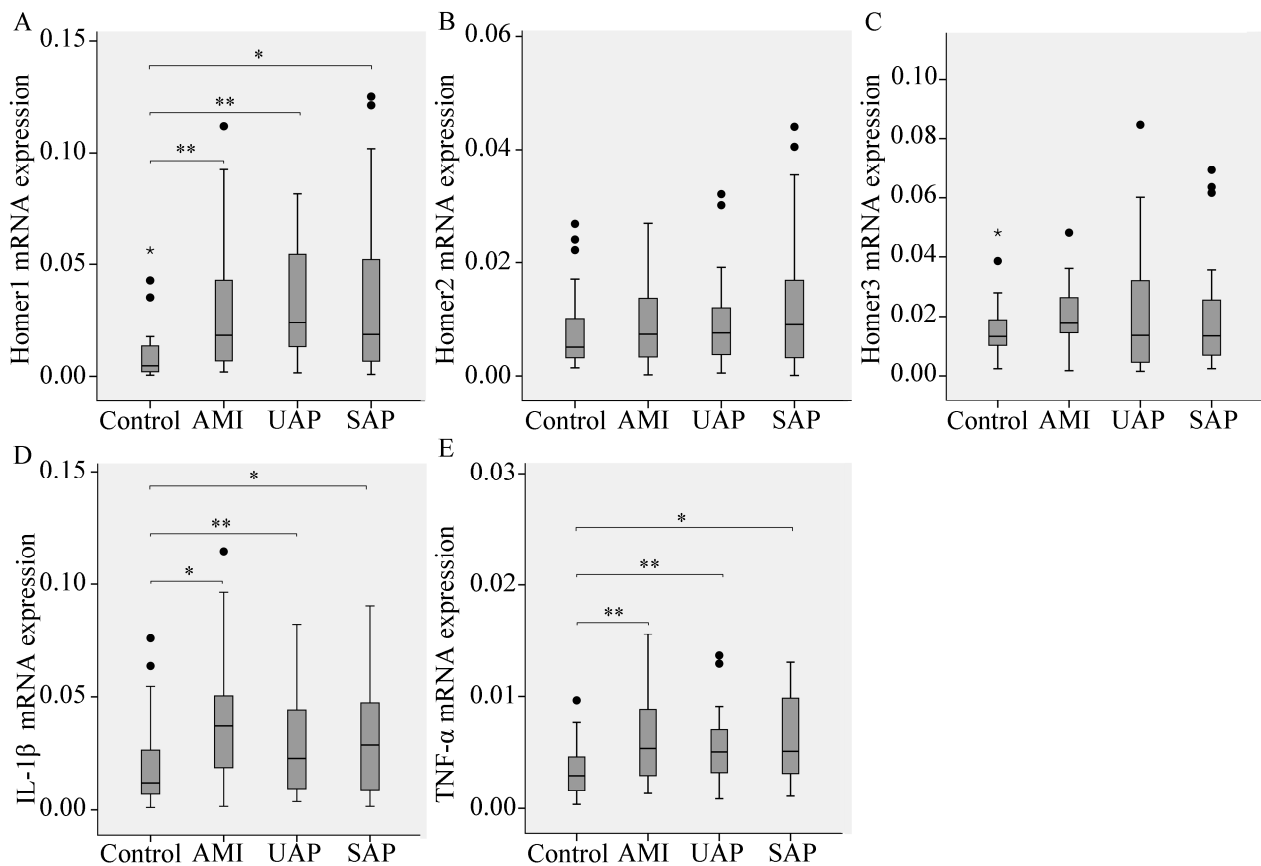 A
Homer1 mRNA expression
0.15
0.10
0.05
0.00
*
**
**
*
Control AMI UAP SAP
B
Homer2 mRNA expression
0.06
0.04
0.02
0.00
Control AMI UAP SAP
C
Homer3 mRNA expression
0.10
0.08
0.06
0.04
0.02
0.00
*
Control AMI UAP SAP
D
IL-1β mRNA expression
0.15
0.10
0.05
0.00
*
**
*
Control AMI UAP SAP
E
TNF-α mRNA expression
0.03
0.02
0.01
0.00
*
**
**
Control AMI UAP SAP